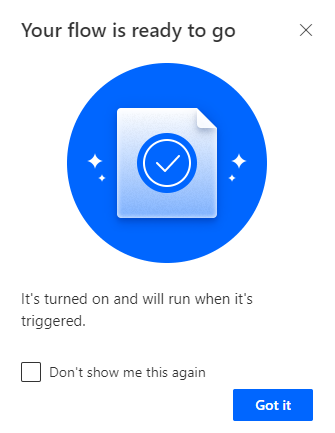 Your flow is ready to go
It's turned on and will run when it's
triggered.
Don't show me this again
Got it